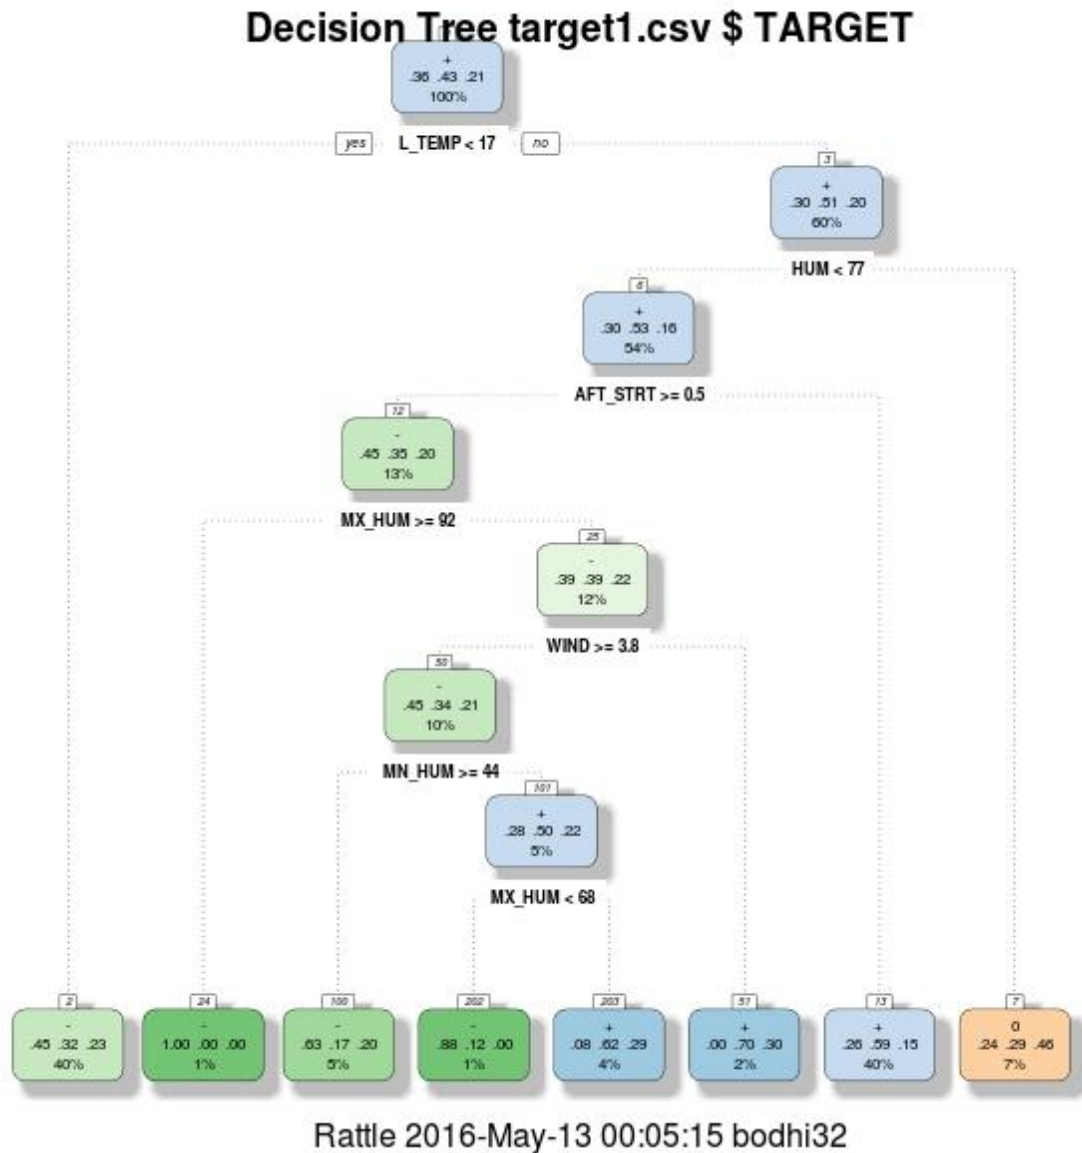 Decision Tree target1.csv $ TARGET
+
.36 .43 .21
100%
yes L_TEMP < 17 no
3
+
.30 .51 .20
60%
HUM < 77
6
+
.30 .53 .16
54%
AFT_STRT >= 0.5
12
-
.45 .35 .20
13%
MX_HUM >= 92
25
-
.39 .39 .22
12%
WIND >= 3.8
50
-
.45 .34 .21
10%
MN_HUM >= 44
101
+
.28 .50 .22
5%
MX_HUM < 68
2
-
.45 .32 .23
40%
24
-
1.00 .00 .00
1%
100
-
.63 .17 .20
5%
202
-
.88 .12 .00
1%
203
+
.08 .62 .29
4%
51
+
.00 .70 .30
2%
13
+
.26 .59 .15
40%
7
0
.24 .29 .46
7%
Rattle 2016-May-13 00:05:15 bodhi32